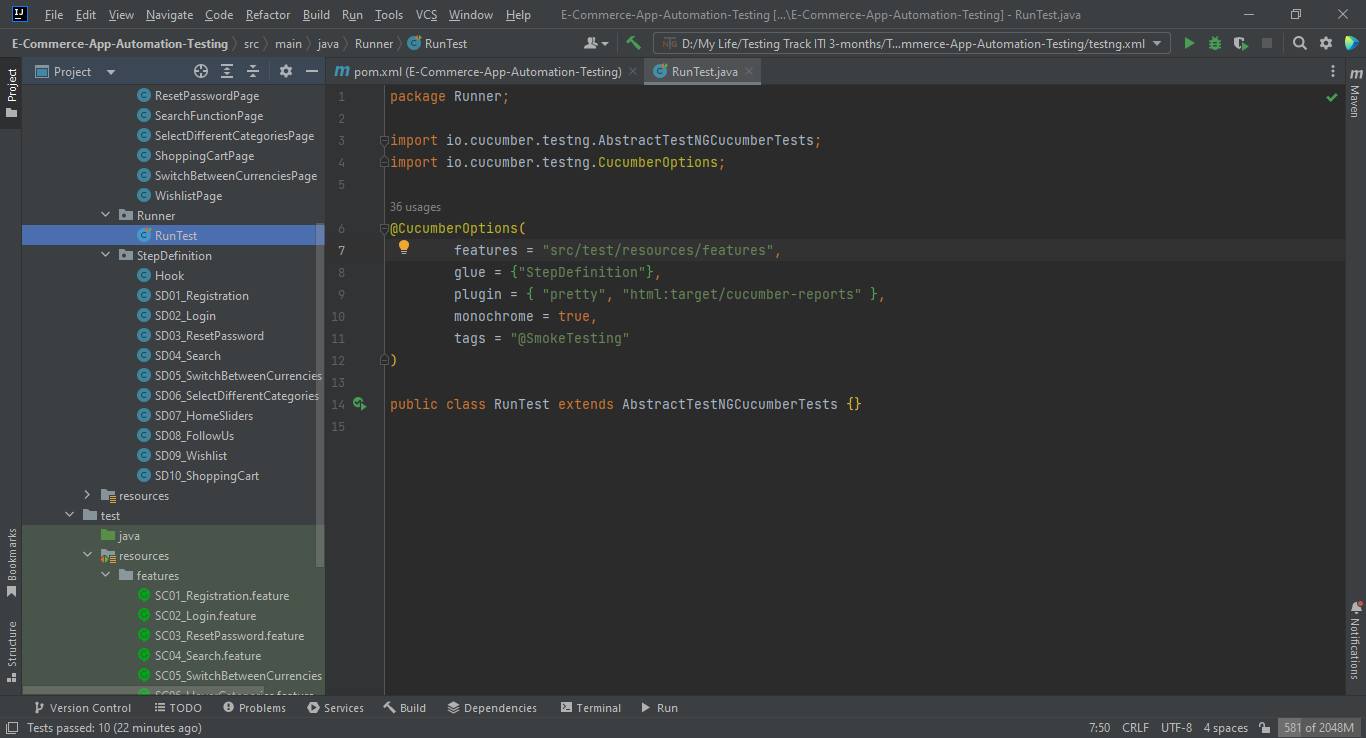 File Edit View Navigate Code Refactor Build Run Tools VCS Window Help E-Commerce-App-Automation-Testing [...\E-Commerce-App-Automation-Testing] - RunTest.java
E-Commerce-App-Automation-Testing src main java Runner RunTest D:/My Life/Testing Track ITI 3-months/T...mmerce-App-Automation-Testing/testng.xml
Project
pom.xml (E-Commerce-App-Automation-Testing) RunTest.java
Project
Bookmarks
Structure
ResetPasswordPage
SearchFunctionPage
SelectDifferentCategoriesPage
ShoppingCartPage
SwitchBetweenCurrenciesPage
WishlistPage
Runner
RunTest
StepDefinition
Hook
SD01_Registration
SD02_Login
SD03_ResetPassword
SD04_Search
SD05_SwitchBetweenCurrencies
SD06_SelectDifferentCategories
SD07_HomeSliders
SD08_FollowUs
SD09_Wishlist
SD10_ShoppingCart
resources
test
java
resources
features
SC01_Registration.feature
SC02_Login.feature
SC03_ResetPassword.feature
SC04_Search.feature
SC05_SwitchBetweenCurrencies
1 package Runner;
2
3 import io.cucumber.testng.AbstractTestNGCucumberTests;
4 import io.cucumber.testng.CucumberOptions;
5
36 usages
6 @CucumberOptions(
7 features = "src/test/resources/features",
8 glue = {"StepDefinition"},
9 plugin = { "pretty", "html:target/cucumber-reports" },
10 monochrome = true,
11 tags = "@SmokeTesting"
12 )
13
14 public class RunTest extends AbstractTestNGCucumberTests {}
15
Maven
Notifications
Version Control TODO Problems Services Build Dependencies Terminal Run
Tests passed: 10 (22 minutes ago) 7:50 CRLF UTF-8 4 spaces 581 of 2048M